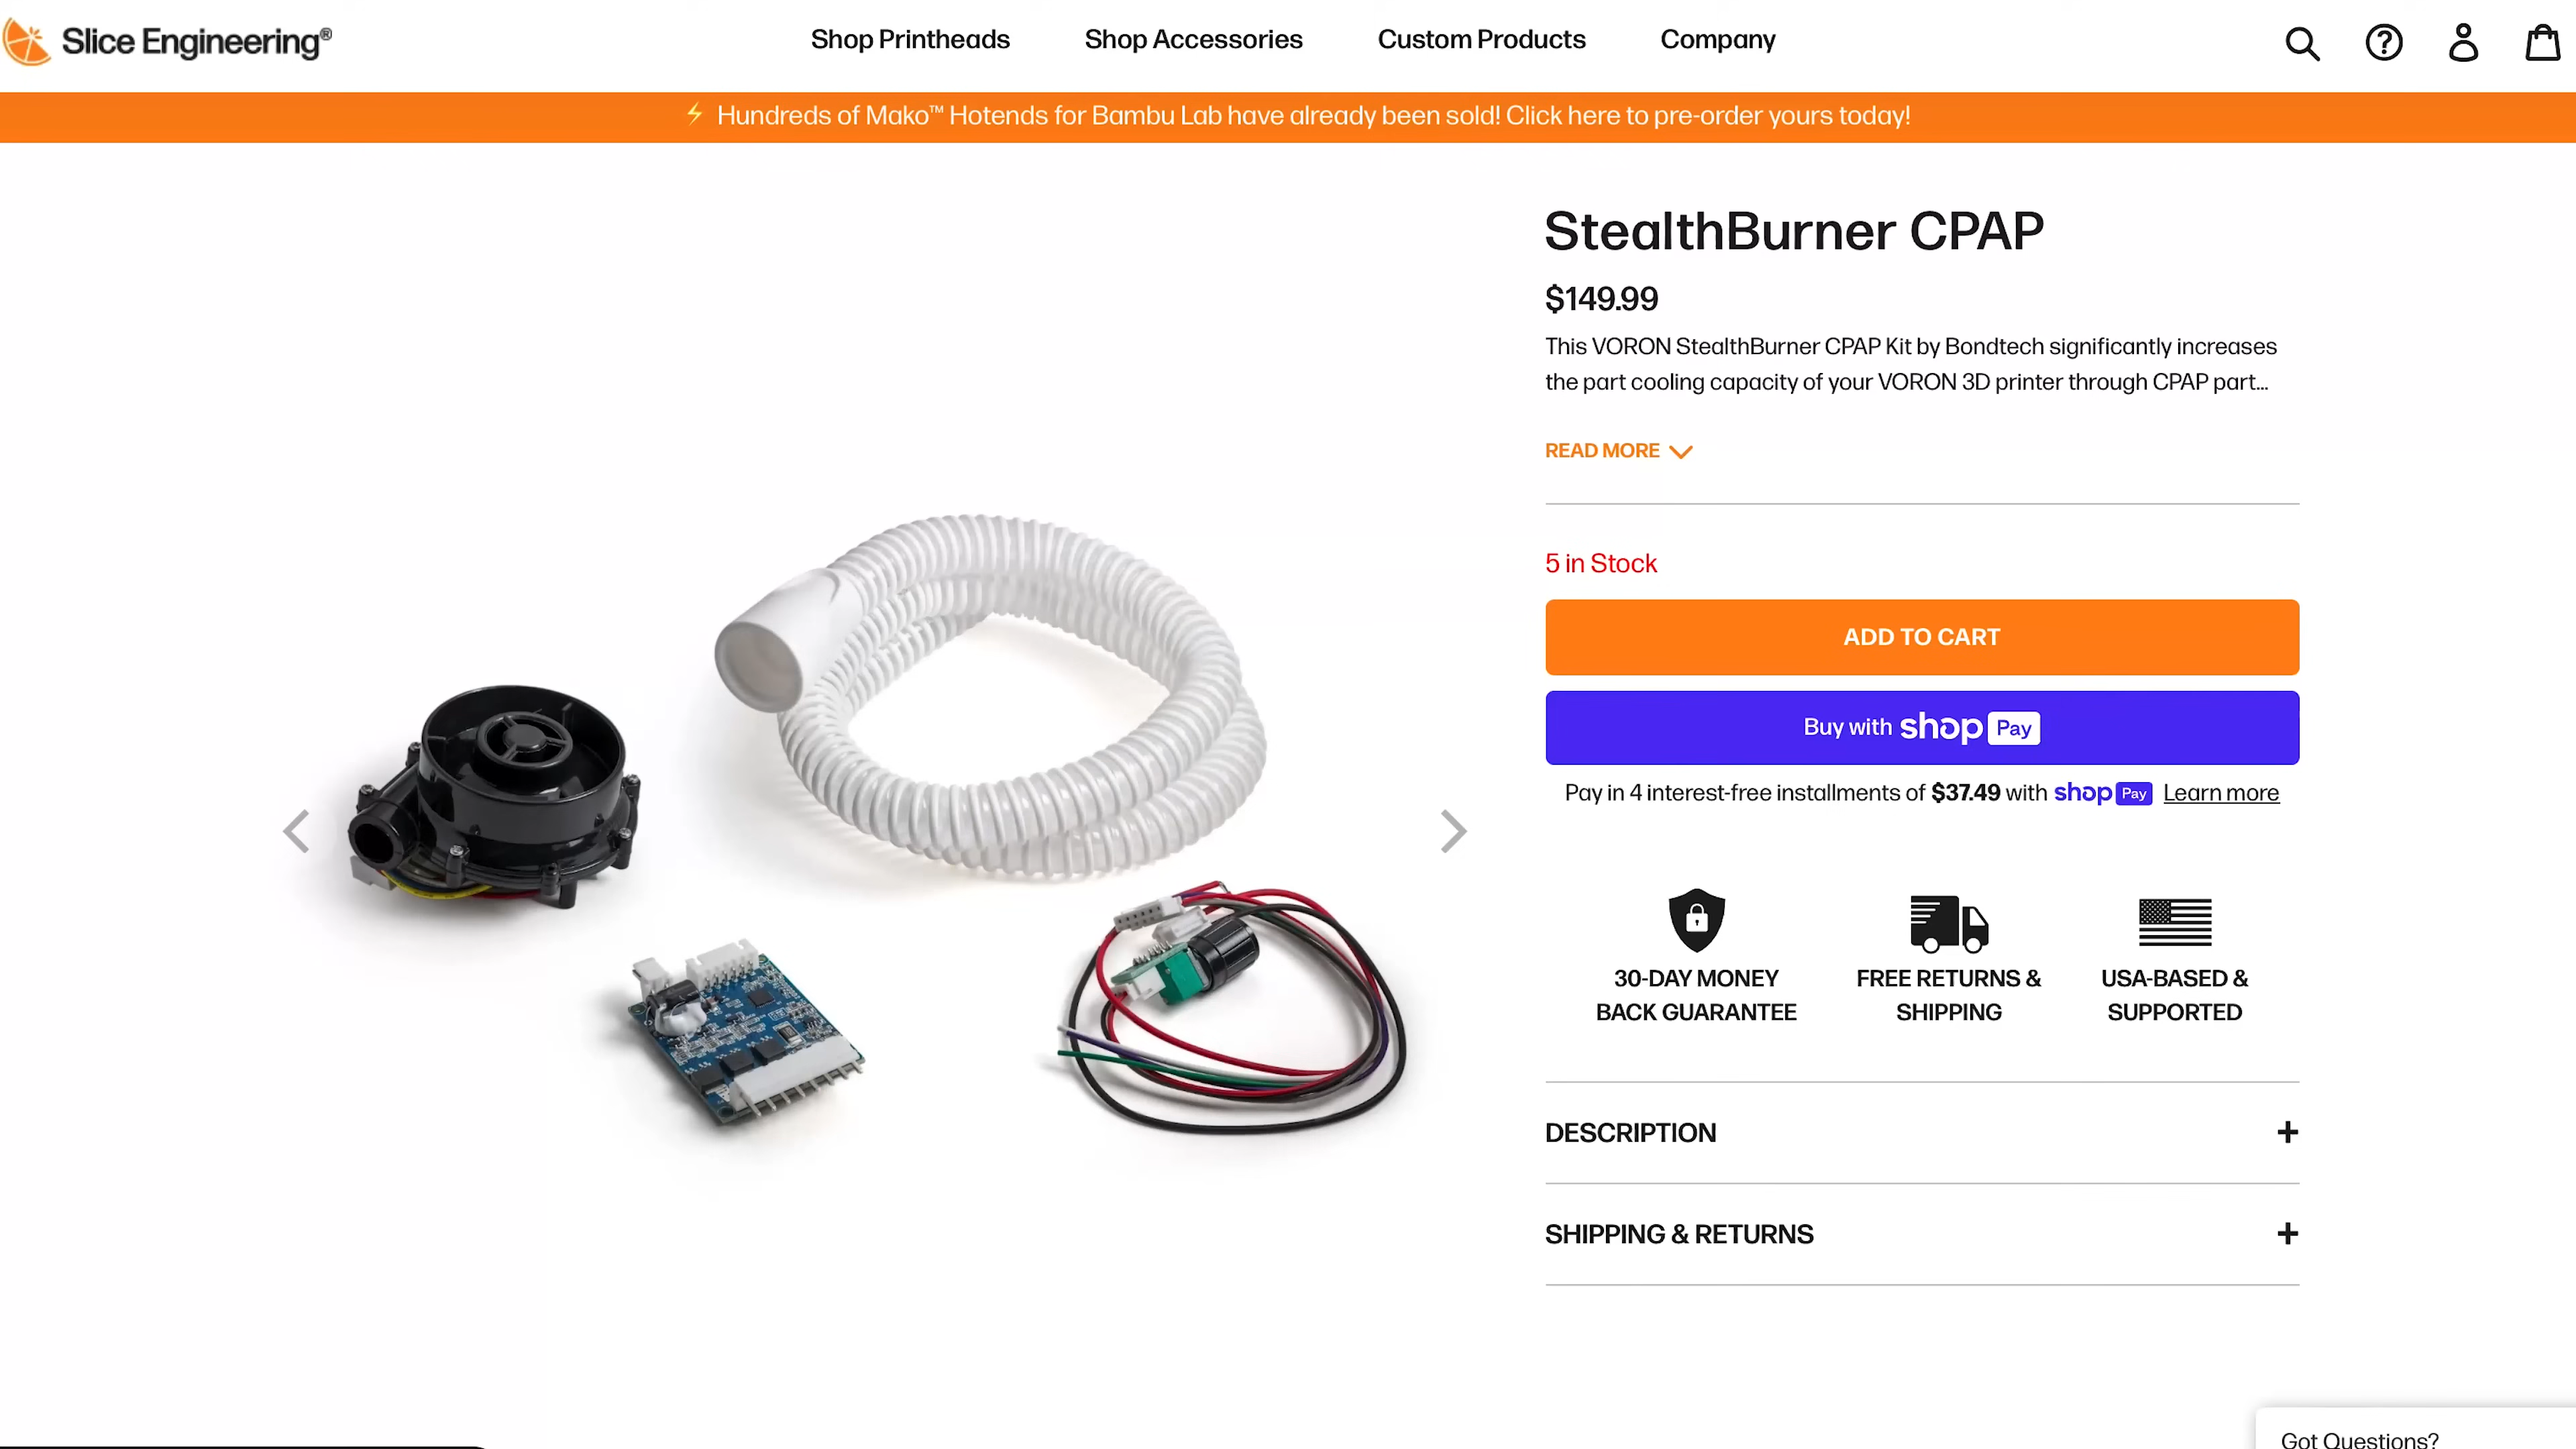 Slice Engineering®
Shop Printheads
Shop Accessories
Custom Products
Company
⚡ Hundreds of Mako™ Hotends for Bambu Lab have already been sold! Click here to pre-order yours today!
StealthBurner CPAP
$149.99
This VORON StealthBurner CPAP Kit by Bondtech significantly increases
the part cooling capacity of your VORON 3D printer through CPAP part...
READ MORE
5 in Stock
ADD TO CART
Buy with shop Pay
Pay in 4 interest-free installments of $37.49 with shop Pay Learn more
30-DAY MONEY
BACK GUARANTEE
FREE RETURNS &
SHIPPING
USA-BASED &
SUPPORTED
DESCRIPTION +
SHIPPING & RETURNS +
Got Questions?